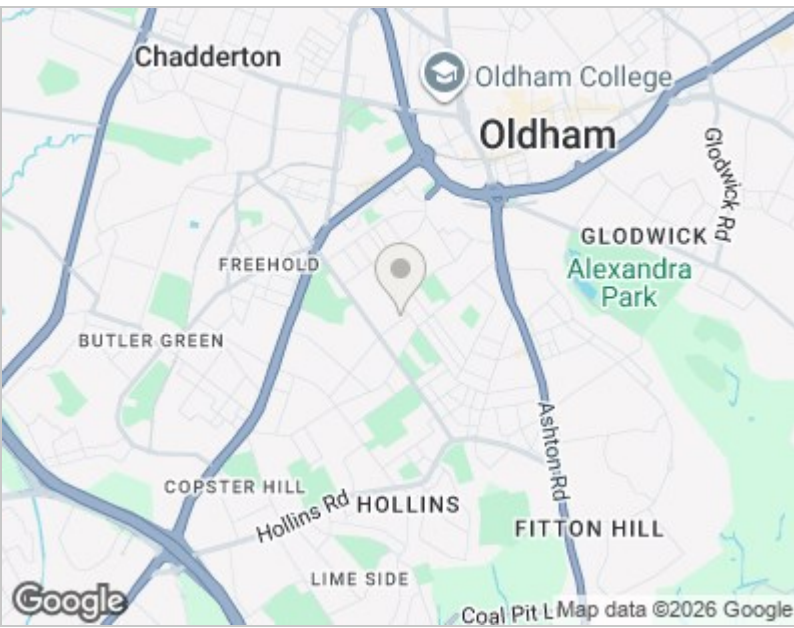 Chadderton
Oldham College
Oldham
Glodwick Rd
GLODWICK
Alexandra
Park
FREEHOLD
BUTLER GREEN
Ashton Rd
COPSTER HILL
Hollins Rd
HOLLINS
FITTON HILL
LIME SIDE
Google
Coal Pit L
Map data ©2026 Google